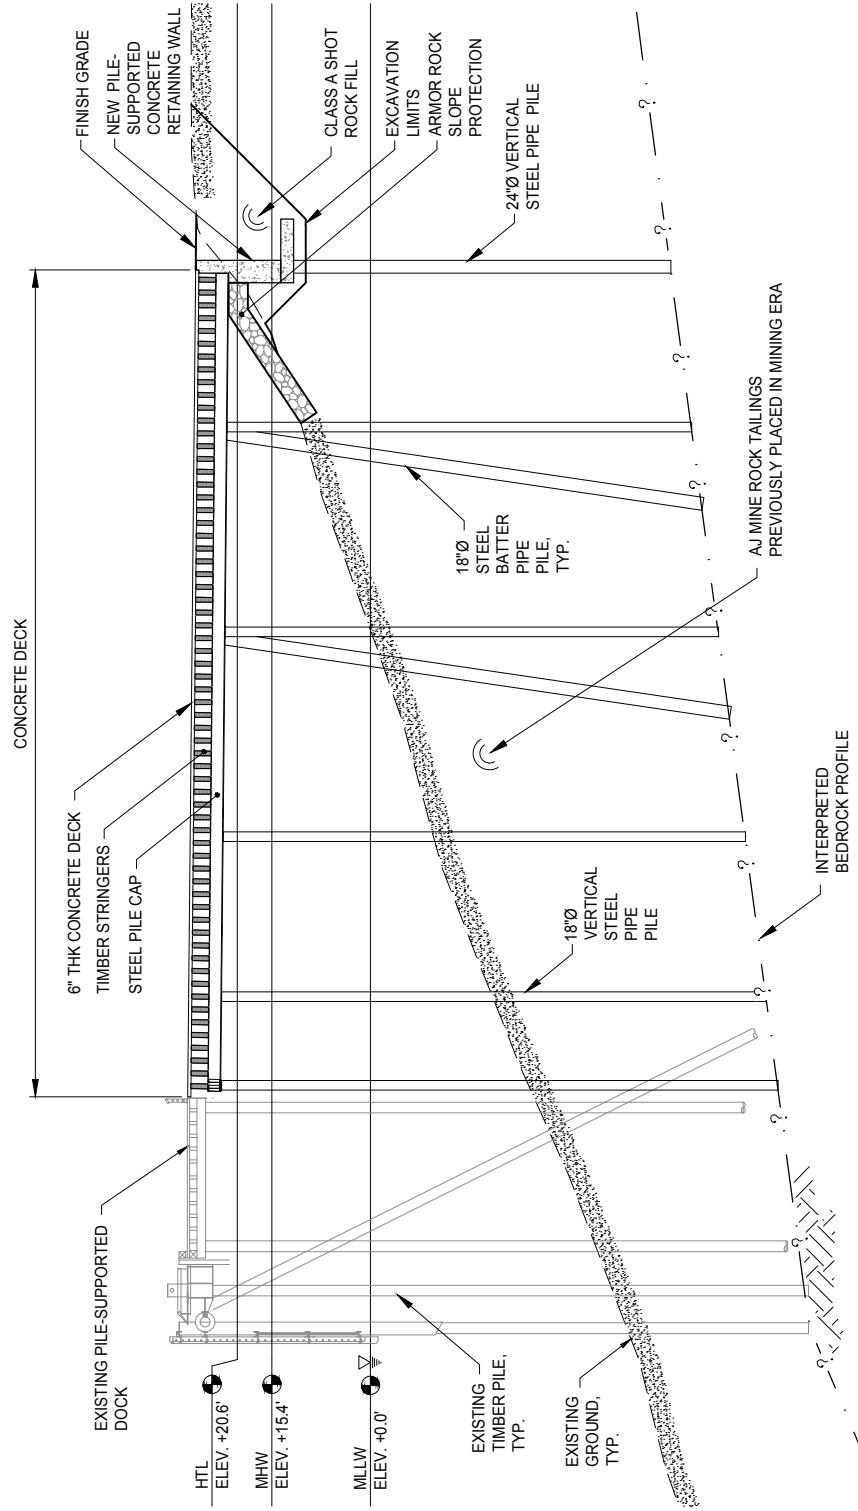 CONCRETE DECK
6" THK CONCRETE DECK
TIMBER STRINGERS
STEEL PILE CAP
EXISTING PILE-SUPPORTED
DOCK
FINISH GRADE
NEW PILE-
SUPPORTED
CONCRETE
RETAINING WALL
CLASS A SHOT
ROCK FILL
EXCAVATION
LIMITS
ARMOR ROCK
SLOPE
PROTECTION
24"Ø VERTICAL
STEEL PIPE PILE
HTL
ELEV. +20.6'
MHW
ELEV. +15.4'
MLLW
ELEV. +0.0'
EXISTING
TIMBER PILE,
TYP.
EXISTING
GROUND,
TYP.
18"Ø
VERTICAL
STEEL
PIPE
PILE
18"Ø
STEEL
BATTER
PIPE
PILE,
TYP.
AJ MINE ROCK TAILINGS
PREVIOUSLY PLACED IN MINING ERA
INTERPRETED
BEDROCK PROFILE
?
?
?
?
?
?
?
?
?
?